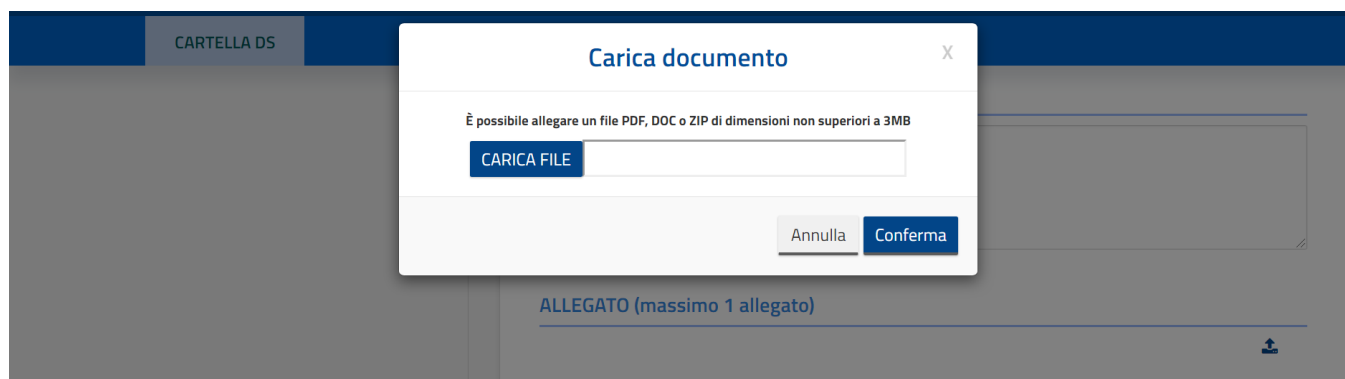 CARTELLA DS
Carica documento
X
È possibile allegare un file PDF, DOC o ZIP di dimensioni non superiori a 3MB
CARICA FILE
Annulla
Conferma
ALLEGATO (massimo 1 allegato)